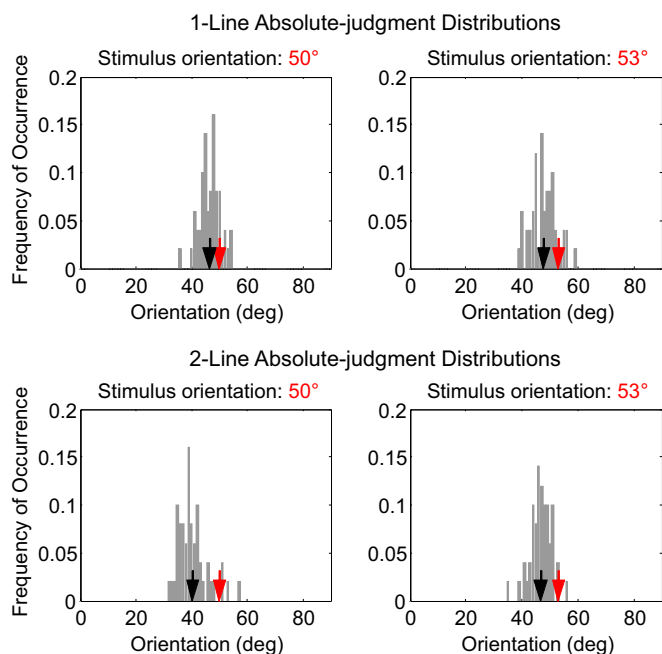 1-Line Absolute-judgment Distributions
Stimulus orientation: 50°
Stimulus orientation: 53°
Frequency of Occurrence
0.2
0.15
0.1
0.05
0
0 20 40 60 80
Orientation (deg)
0.2
0.15
0.1
0.05
0
0 20 40 60 80
Orientation (deg)
2-Line Absolute-judgment Distributions
Stimulus orientation: 50°
Stimulus orientation: 53°
Frequency of Occurrence
0.2
0.15
0.1
0.05
0
0 20 40 60 80
Orientation (deg)
0.2
0.15
0.1
0.05
0
0 20 40 60 80
Orientation (deg)